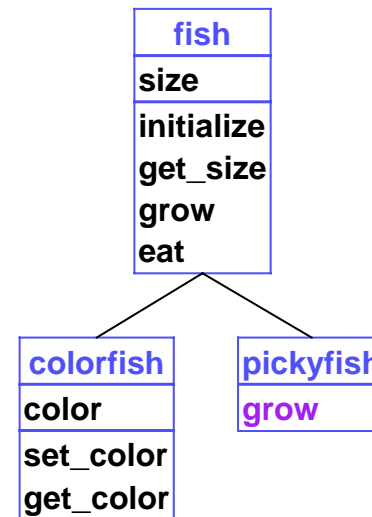 fish
size
initialize
get_size
grow
eat
colorfish
color
set_color
get_color
pickyfish
grow